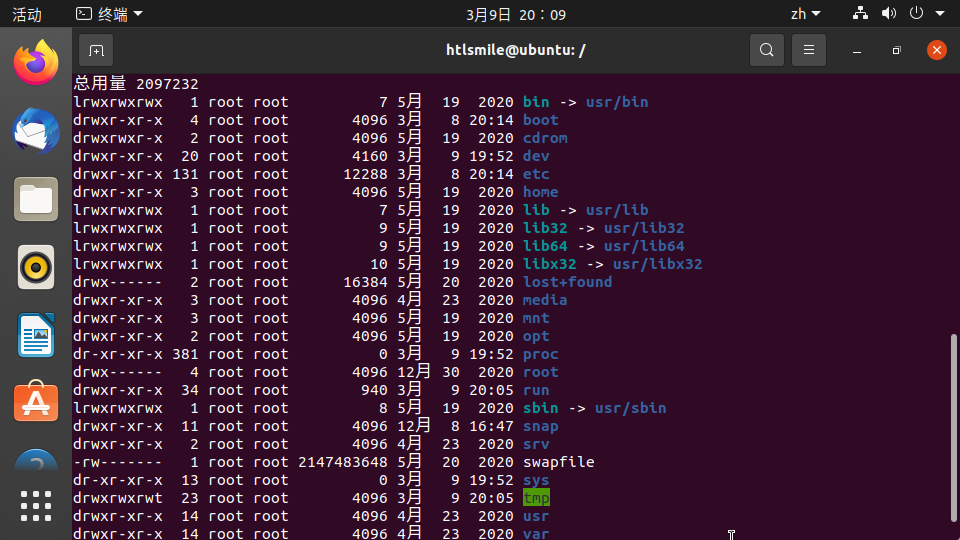 活动 终端 3月9日 20：09 zh
htlsmile@ubuntu: /
总用量 2097232
lrwxrwxrwx   1 root root          7 5月   19  2020 bin -> usr/bin
drwxr-xr-x   4 root root       4096 3月    8 20:14 boot
drwxrwxr-x   2 root root       4096 5月   19  2020 cdrom
drwxr-xr-x  20 root root       4160 3月    9 19:52 dev
drwxr-xr-x 131 root root      12288 3月    8 20:14 etc
drwxr-xr-x   3 root root       4096 5月   19  2020 home
lrwxrwxrwx   1 root root          7 5月   19  2020 lib -> usr/lib
lrwxrwxrwx   1 root root          9 5月   19  2020 lib32 -> usr/lib32
lrwxrwxrwx   1 root root          9 5月   19  2020 lib64 -> usr/lib64
lrwxrwxrwx   1 root root         10 5月   19  2020 libx32 -> usr/libx32
drwx------   2 root root      16384 5月   20  2020 lost+found
drwxr-xr-x   3 root root       4096 4月   23  2020 media
drwxr-xr-x   3 root root       4096 5月   19  2020 mnt
drwxr-xr-x   2 root root       4096 5月   19  2020 opt
dr-xr-xr-x 381 root root          0 3月    9 19:52 proc
drwx------   4 root root       4096 12月  30  2020 root
drwxr-xr-x  34 root root        940 3月    9 20:05 run
lrwxrwxrwx   1 root root          8 5月   19  2020 sbin -> usr/sbin
drwxr-xr-x  11 root root       4096 12月   8 16:47 snap
drwxr-xr-x   2 root root       4096 4月   23  2020 srv
-rw-------   1 root root 2147483648 5月   20  2020 swapfile
dr-xr-xr-x  13 root root          0 3月    9 19:52 sys
drwxrwxrwt  23 root root       4096 3月    9 20:05 tmp
drwxr-xr-x  14 root root       4096 4月   23  2020 usr
drwxr-xr-x  14 root root       4096 4月   23  2020 var